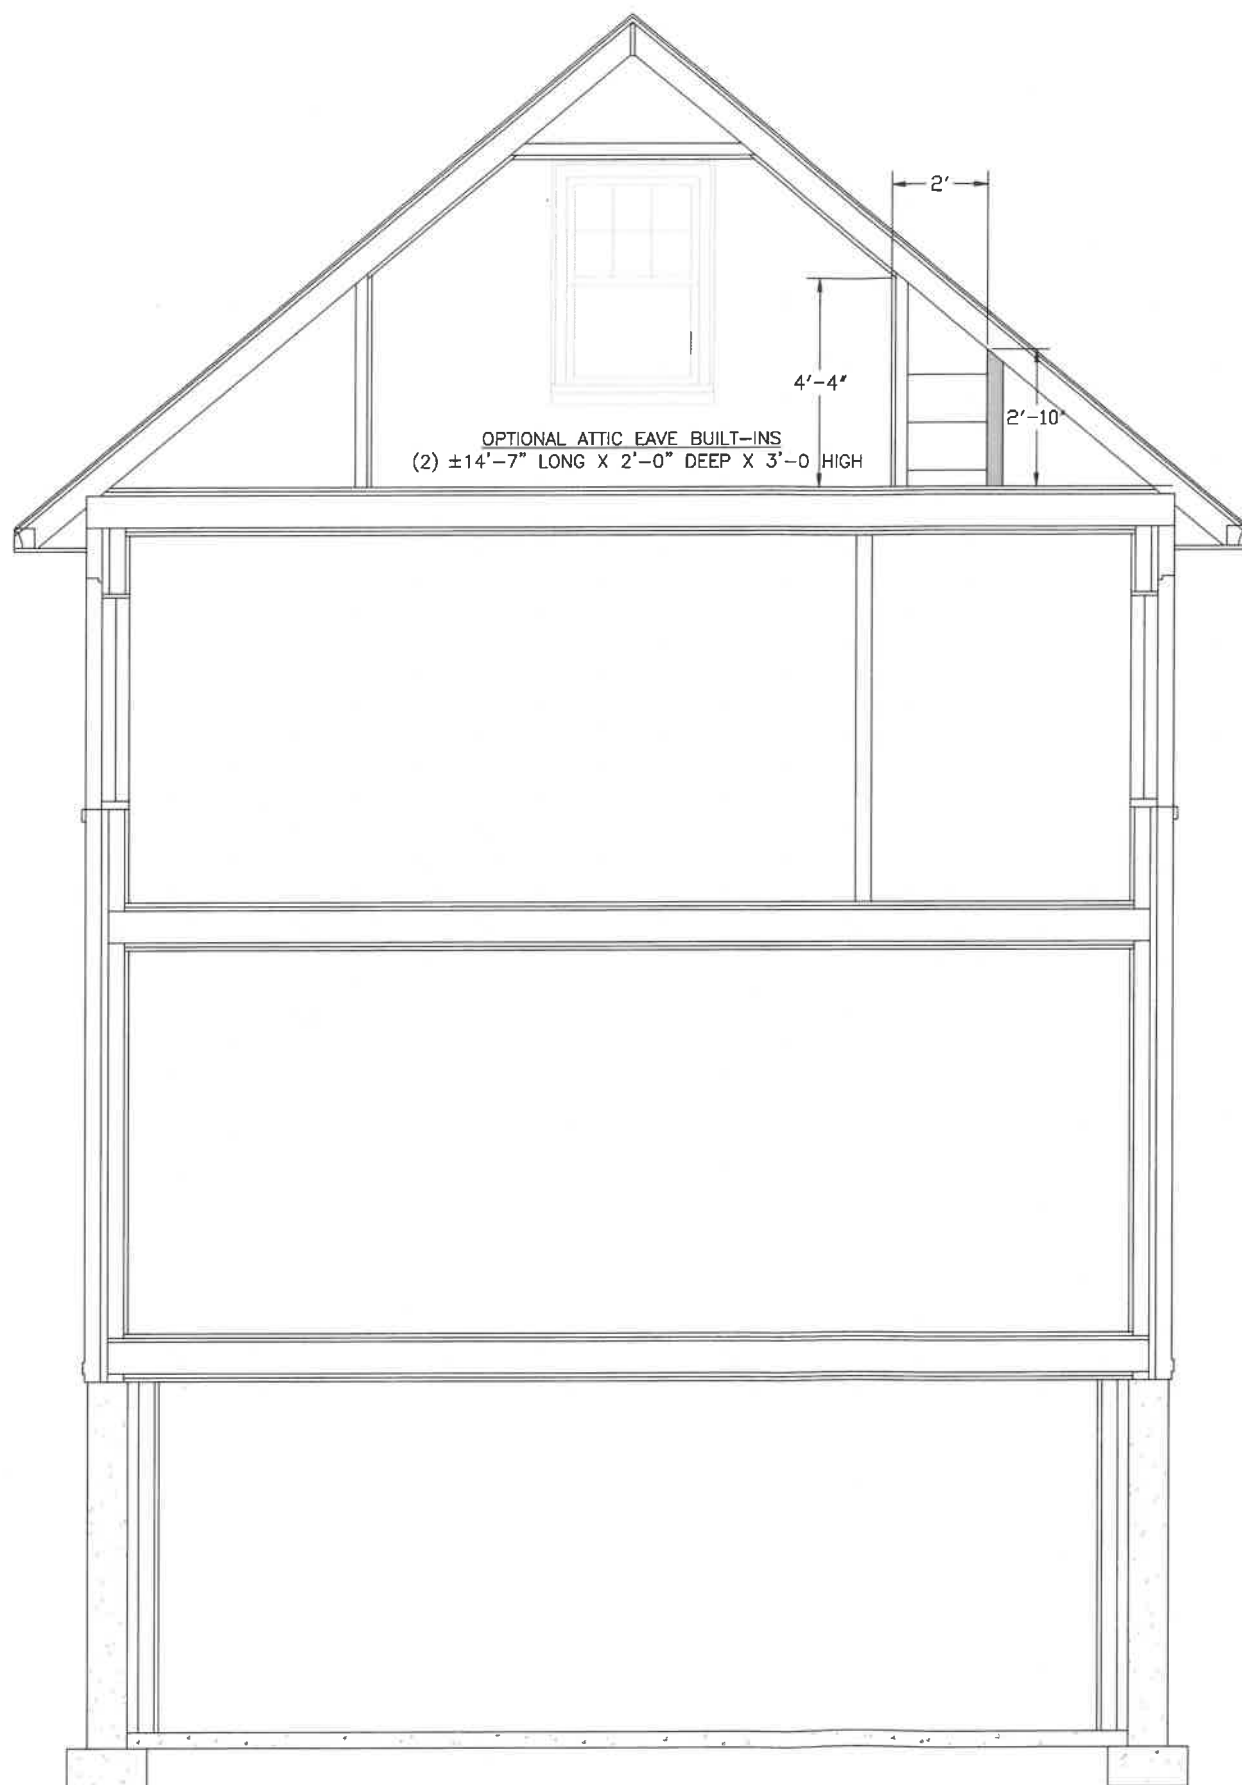 2'
4'-4"
2'-10"
OPTIONAL ATTIC EAVE BUILT-INS
(2) ±14'-7" LONG X 2'-0" DEEP X 3'-0 HIGH